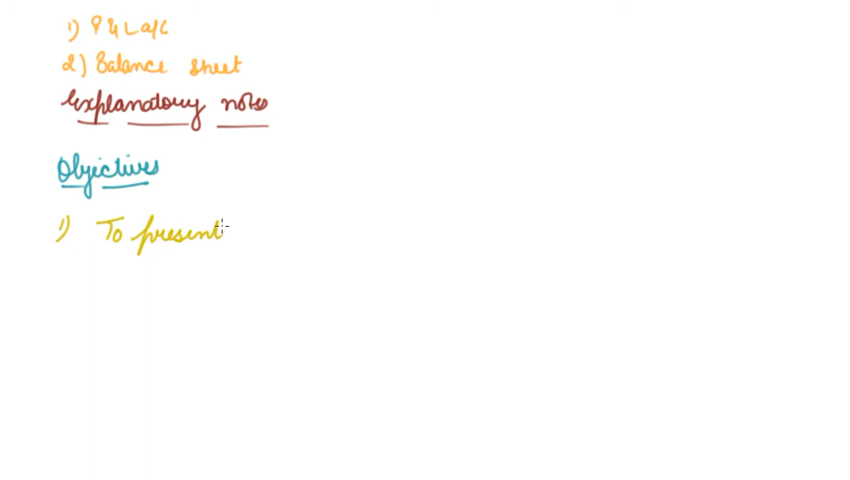 1) P & L a/c
2) Balance sheet
Explanatory notes
Objectives
1) To present